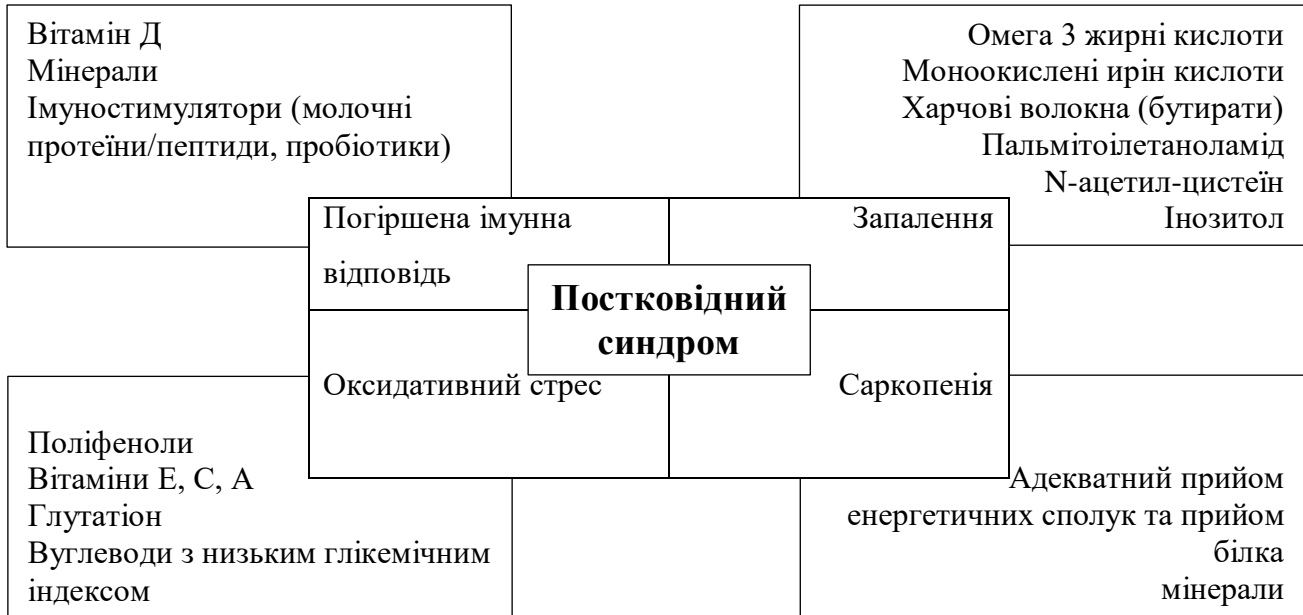 Вітамін Д
Мінерали
Імуностимулятори (молочні
протеїни/пептиди, пробіотики)
Омега 3 жирні кислоти
Моноокислені ирін кислоти
Харчові волокна (бутирати)
Пальмітоілетаноламід
N-ацетил-цистеїн
Інозитол
Погіршена імунна
відповідь
Запалення
Постковідний
синдром
Оксидативний стрес
Саркопенія
Поліфеноли
Вітаміни Е, С, А
Глутатіон
Вуглеводи з низьким глікемічним
індексом
Адекватний прийом
енергетичних сполук та прийом
білка
мінерали